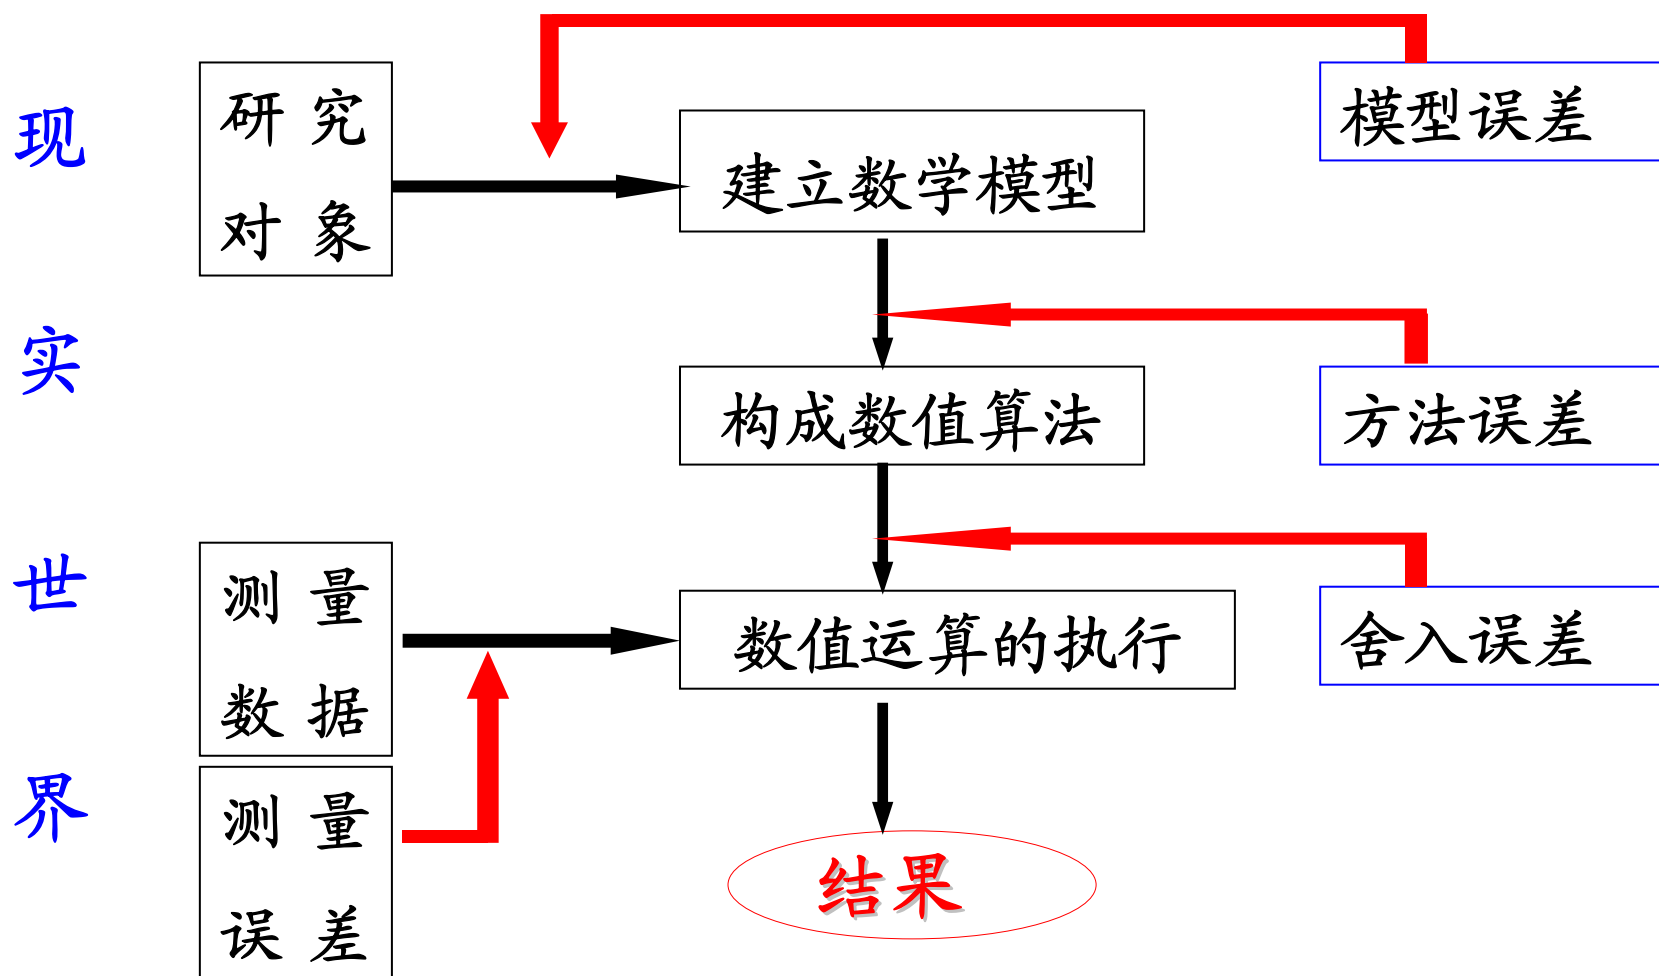 现
实
世
界
研 究
对 象
建立数学模型
模型误差
构成数值算法
方法误差
测 量
数 据
数值运算的执行
舍入误差
测 量
误 差
结果